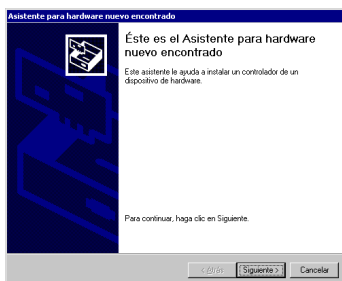 Asistente para hardware nuevo encontrado
Éste es el Asistente para hardware
nuevo encontrado
Este asistente le ayuda a instalar un controlador de un
dispositivo de hardware.
Para continuar, haga clic en Siguiente.
< Atrás
Siguiente >
Cancelar